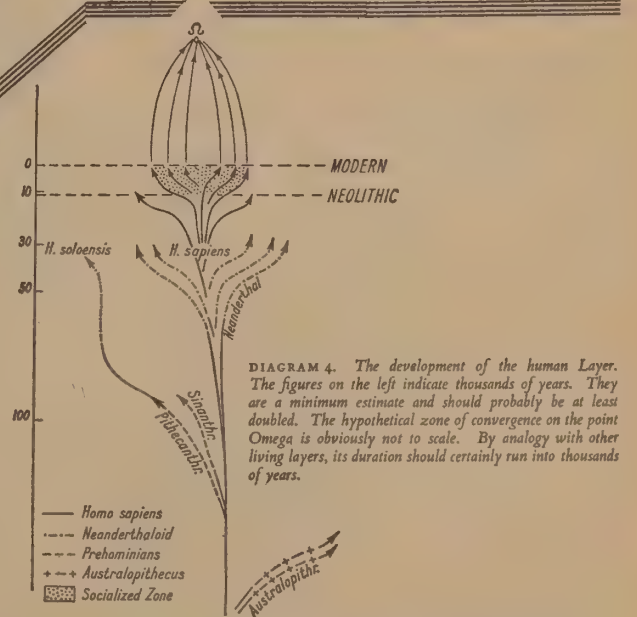 Ω
0
MODERN
10
NEOLITHIC
30
H. soloensis
H. sapiens
50
Neanderthal
DIAGRAM 4. The development of the human Layer.
The figures on the left indicate thousands of years. They
are a minimum estimate and should probably be at least
doubled. The hypothetical zone of convergence on the point
Omega is obviously not to scale. By analogy with other
living layers, its duration should certainly run into thousands
of years.
Sinanthr.
Pithecanthr.
100
Homo sapiens
Neanderthaloid
Prehominians
Australopithecus
Socialized Zone
Australopithr.